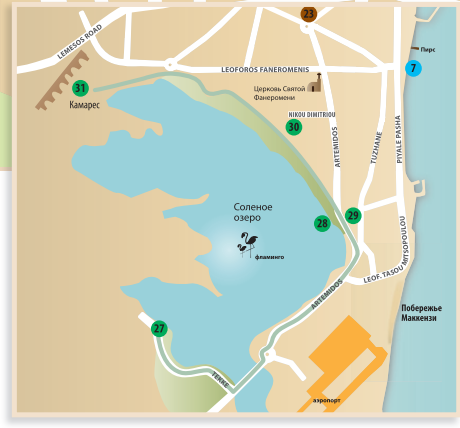 23
LEMESOS ROAD
Пирс
7
LEOFOROS FANEROMENIS
31
Камарес
Церковь Святой
Фанеромени
NIKOU DIMITRIOU
30
ARTEMIDOS
TUZHANE
PIYALE PASHA
Соленое
озеро
28
29
фламинго
LEOF. TASOU MITSOPOULOU
ARTEMIDOS
Побережье
Маккензи
27
TEKKE
аэропорт